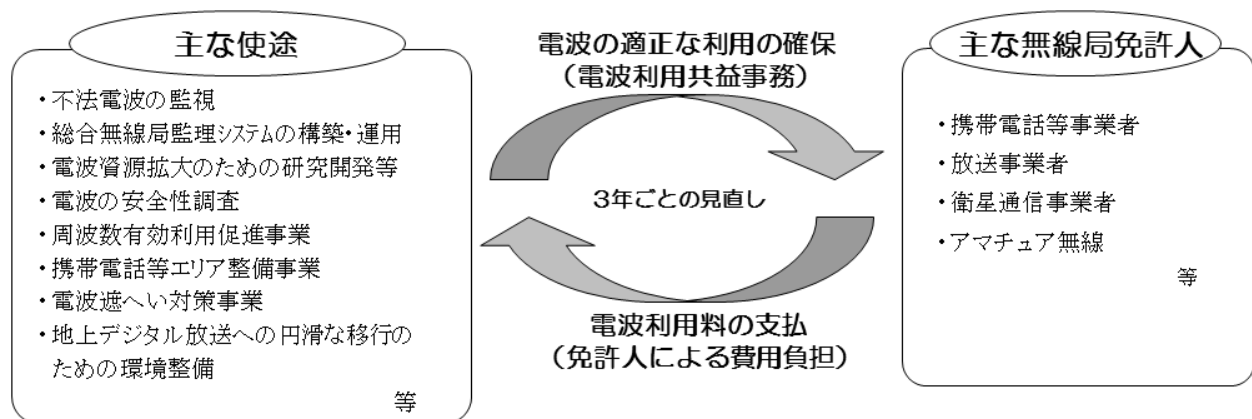 主な使途
・不法電波の監視
・総合無線局監理システムの構築・運用
・電波資源拡大のための研究開発等
・電波の安全性調査
・周波数有効利用促進事業
・携帯電話等エリア整備事業
・電波遮へい対策事業
・地上デジタル放送への円滑な移行の
ための環境整備
等
電波の適正な利用の確保
（電波利用共益事務）
3年ごとの見直し
電波利用料の支払
（免許人による費用負担）
主な無線局免許人
・携帯電話等事業者
・放送事業者
・衛星通信事業者
・アマチュア無線
等